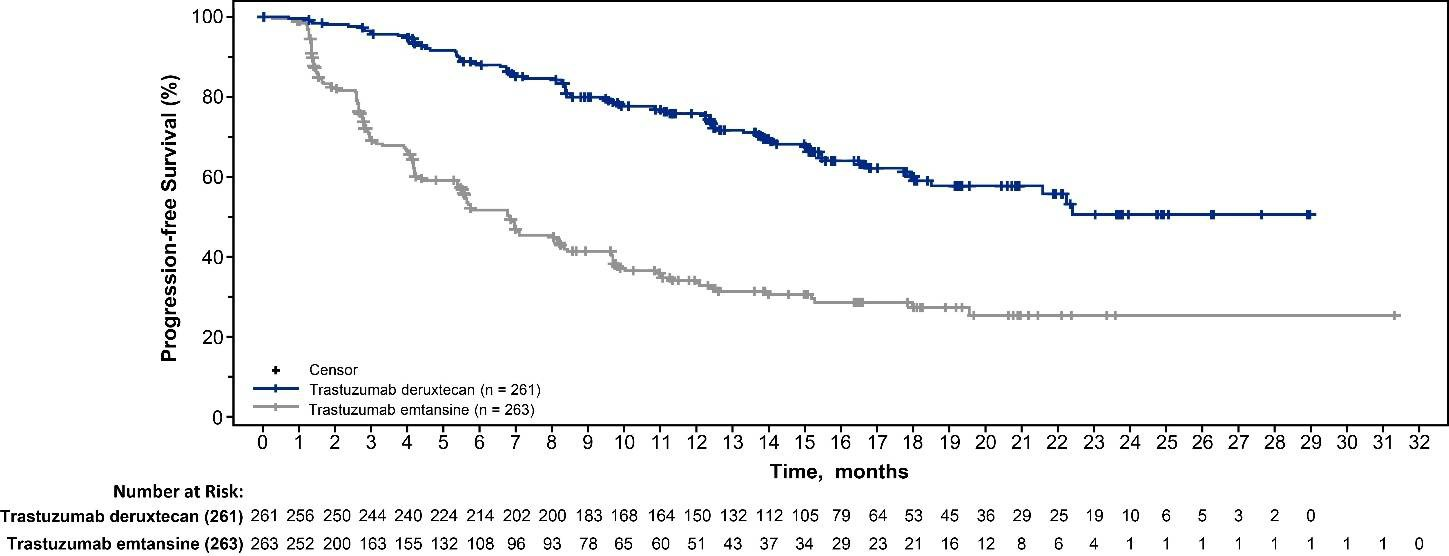 Progression-free Survival (%)
100
80
60
40
20
0
Censor
Trastuzumab deruxtecan (n = 261)
Trastuzumab emtansine (n = 263)
0 1 2 3 4 5 6 7 8 9 10 11 12 13 14 15 16 17 18 19 20 21 22 23 24 25 26 27 28 29 30 31 32
Time, months
Number at Risk:
Trastuzumab deruxtecan (261) 261 256 250 244 240 224 214 202 200 183 168 164 150 132 112 105 79 64 53 45 36 29 25 19 10 6 5 3 2 0
Trastuzumab emtansine (263) 263 252 200 163 155 132 108 96 93 78 65 60 51 43 37 34 29 23 21 16 12 8 6 4 1 1 1 1 1 1 1 1 0